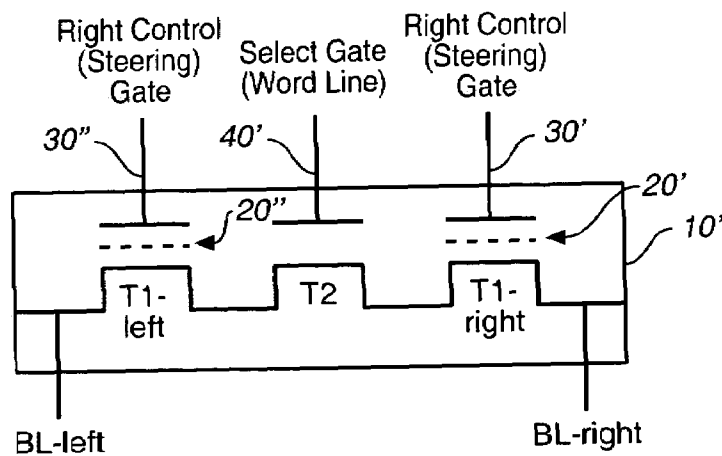 Right Control
(Steering)
Gate
Select Gate
(Word Line)
Right Control
(Steering)
Gate
30"
40'
30'
20"
20'
10'
T1-
left
T2
T1-
right
BL-left
BL-right